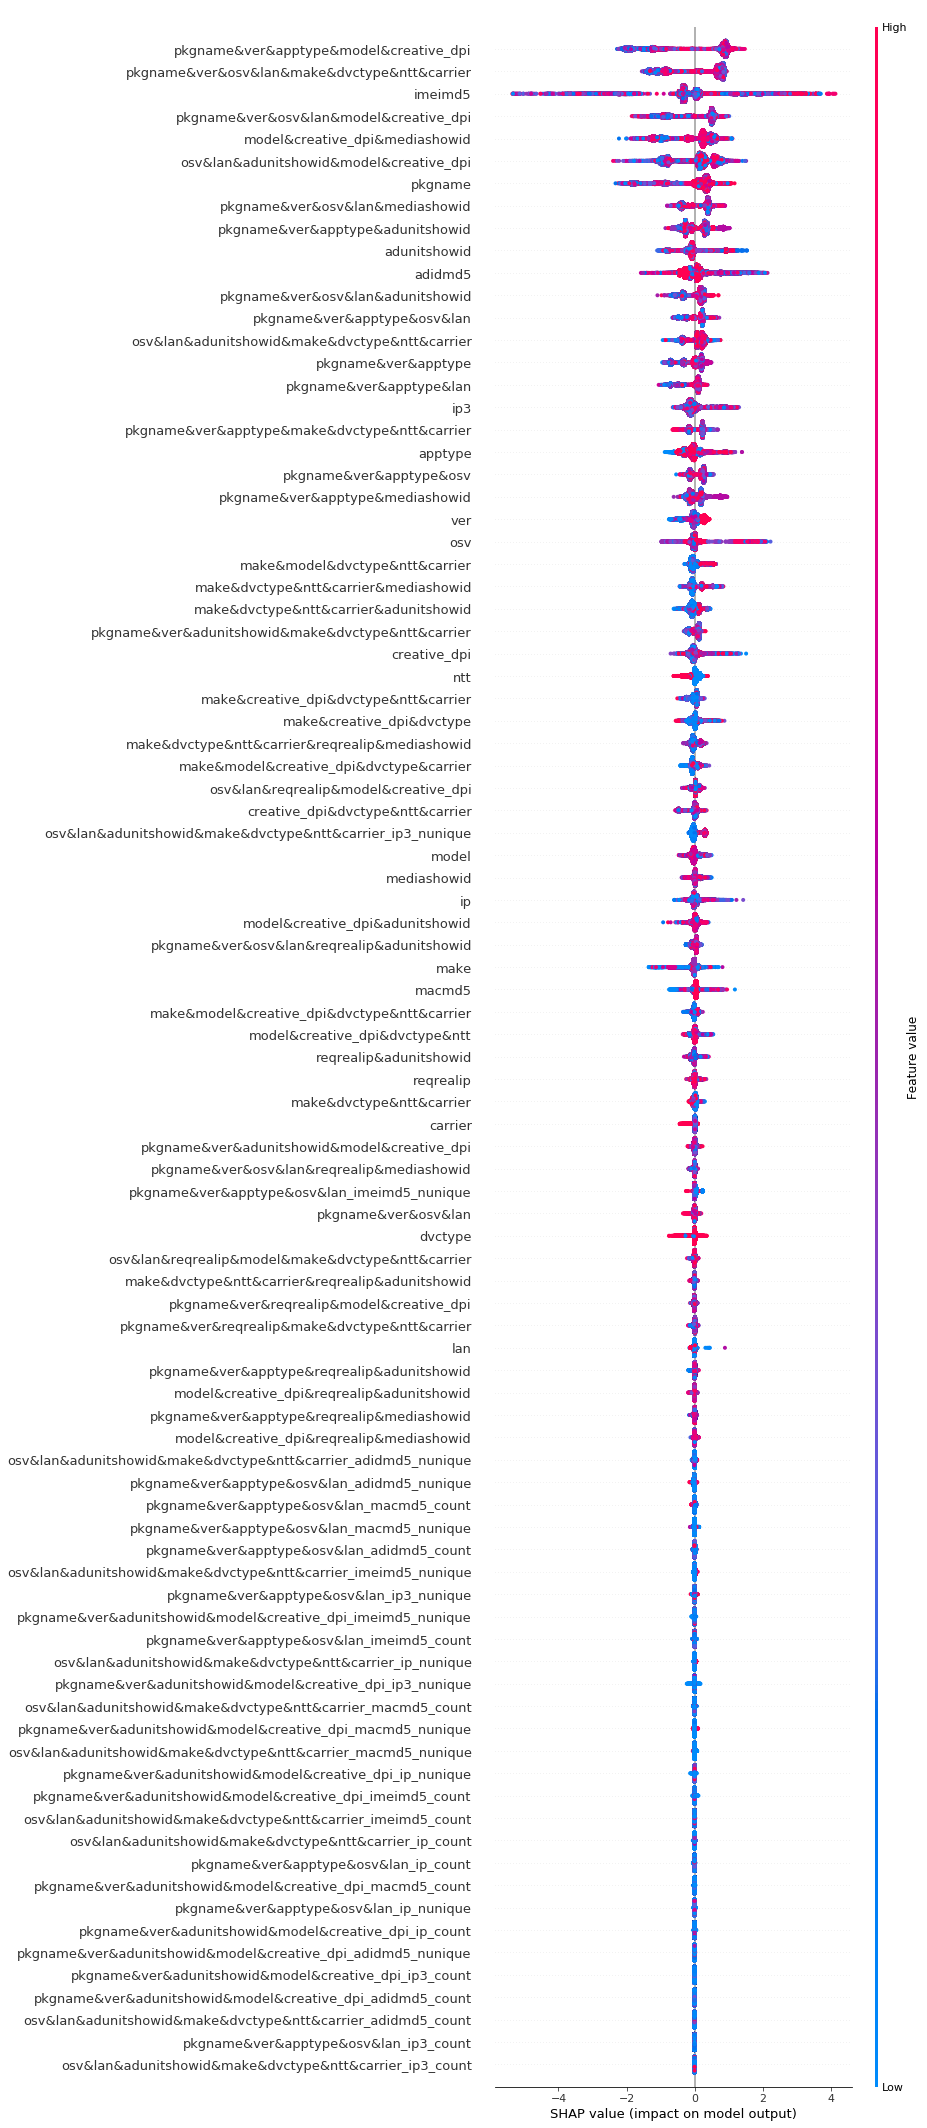 High
pkgname&ver&apptype&model&creative_dpi
pkgname&ver&osv&lan&make&dvctype&ntt&carrier
imeimd5
pkgname&ver&osv&lan&model&creative_dpi
model&creative_dpi&mediashowid
osv&lan&adunitshowid&model&creative_dpi
pkgname
pkgname&ver&osv&lan&mediashowid
pkgname&ver&apptype&adunitshowid
adunitshowid
adidmd5
pkgname&ver&osv&lan&adunitshowid
pkgname&ver&apptype&osv&lan
osv&lan&adunitshowid&make&dvctype&ntt&carrier
pkgname&ver&apptype
pkgname&ver&apptype&lan
ip3
pkgname&ver&apptype&make&dvctype&ntt&carrier
apptype
pkgname&ver&apptype&osv
pkgname&ver&apptype&mediashowid
ver
osv
make&model&dvctype&ntt&carrier
make&dvctype&ntt&carrier&mediashowid
make&dvctype&ntt&carrier&adunitshowid
pkgname&ver&adunitshowid&make&dvctype&ntt&carrier
creative_dpi
ntt
make&creative_dpi&dvctype&ntt&carrier
make&creative_dpi&dvctype
make&dvctype&ntt&carrier&reqrealip&mediashowid
make&model&creative_dpi&dvctype&carrier
osv&lan&reqrealip&model&creative_dpi
creative_dpi&dvctype&ntt&carrier
osv&lan&adunitshowid&make&dvctype&ntt&carrier_ip3_nunique
model
mediashowid
ip
model&creative_dpi&adunitshowid
pkgname&ver&osv&lan&reqrealip&adunitshowid
make
macmd5
make&model&creative_dpi&dvctype&ntt&carrier
model&creative_dpi&dvctype&ntt
reqrealip&adunitshowid
reqrealip
make&dvctype&ntt&carrier
carrier
pkgname&ver&adunitshowid&model&creative_dpi
pkgname&ver&osv&lan&reqrealip&mediashowid
pkgname&ver&apptype&osv&lan_imeimd5_nunique
pkgname&ver&osv&lan
dvctype
osv&lan&reqrealip&model&make&dvctype&ntt&carrier
make&dvctype&ntt&carrier&reqrealip&adunitshowid
pkgname&ver&reqrealip&model&creative_dpi
pkgname&ver&reqrealip&make&dvctype&ntt&carrier
lan
pkgname&ver&apptype&reqrealip&adunitshowid
model&creative_dpi&reqrealip&adunitshowid
pkgname&ver&apptype&reqrealip&mediashowid
model&creative_dpi&reqrealip&mediashowid
osv&lan&adunitshowid&make&dvctype&ntt&carrier_adidmd5_nunique
pkgname&ver&apptype&osv&lan_adidmd5_nunique
pkgname&ver&apptype&osv&lan_macmd5_count
pkgname&ver&apptype&osv&lan_macmd5_nunique
pkgname&ver&apptype&osv&lan_adidmd5_count
osv&lan&adunitshowid&make&dvctype&ntt&carrier_imeimd5_nunique
pkgname&ver&apptype&osv&lan_ip3_nunique
pkgname&ver&adunitshowid&model&creative_dpi_imeimd5_nunique
pkgname&ver&apptype&osv&lan_imeimd5_count
osv&lan&adunitshowid&make&dvctype&ntt&carrier_ip_nunique
pkgname&ver&adunitshowid&model&creative_dpi_ip3_nunique
osv&lan&adunitshowid&make&dvctype&ntt&carrier_macmd5_count
pkgname&ver&adunitshowid&model&creative_dpi_macmd5_nunique
osv&lan&adunitshowid&make&dvctype&ntt&carrier_macmd5_nunique
pkgname&ver&adunitshowid&model&creative_dpi_ip_nunique
pkgname&ver&adunitshowid&model&creative_dpi_imeimd5_count
osv&lan&adunitshowid&make&dvctype&ntt&carrier_imeimd5_count
osv&lan&adunitshowid&make&dvctype&ntt&carrier_ip_count
pkgname&ver&apptype&osv&lan_ip_count
pkgname&ver&adunitshowid&model&creative_dpi_macmd5_count
pkgname&ver&apptype&osv&lan_ip_nunique
pkgname&ver&adunitshowid&model&creative_dpi_ip_count
pkgname&ver&adunitshowid&model&creative_dpi_adidmd5_nunique
pkgname&ver&adunitshowid&model&creative_dpi_ip3_count
pkgname&ver&adunitshowid&model&creative_dpi_adidmd5_count
osv&lan&adunitshowid&make&dvctype&ntt&carrier_adidmd5_count
pkgname&ver&apptype&osv&lan_ip3_count
osv&lan&adunitshowid&make&dvctype&ntt&carrier_ip3_count
Feature value
Low
−4 −2 0 2 4
SHAP value (impact on model output)